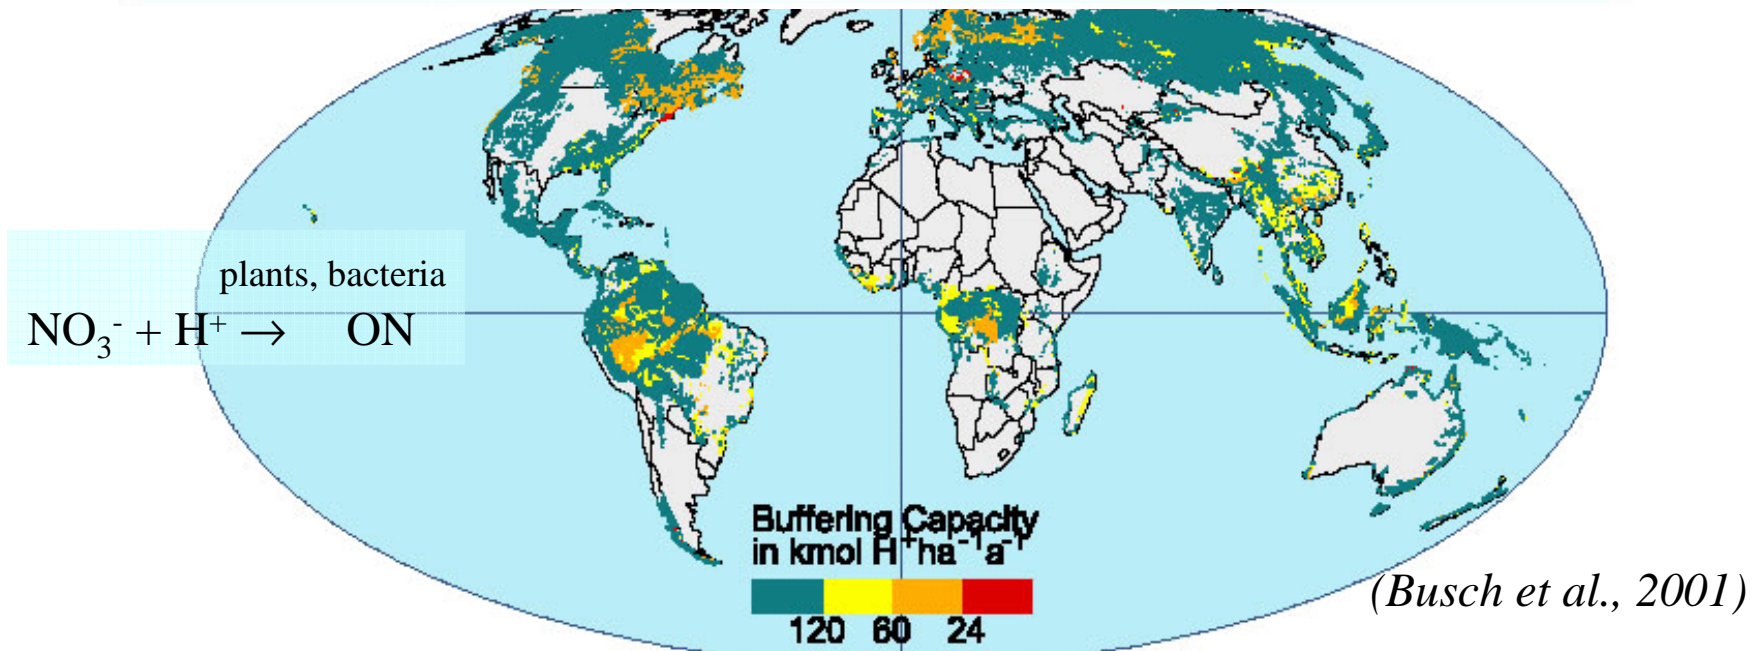 plants, bacteria
NO₃⁻ + H⁺ → ON
Buffering Capacity
in kmol H⁺ha⁻¹a⁻¹
120 60 24
(Busch et al., 2001)